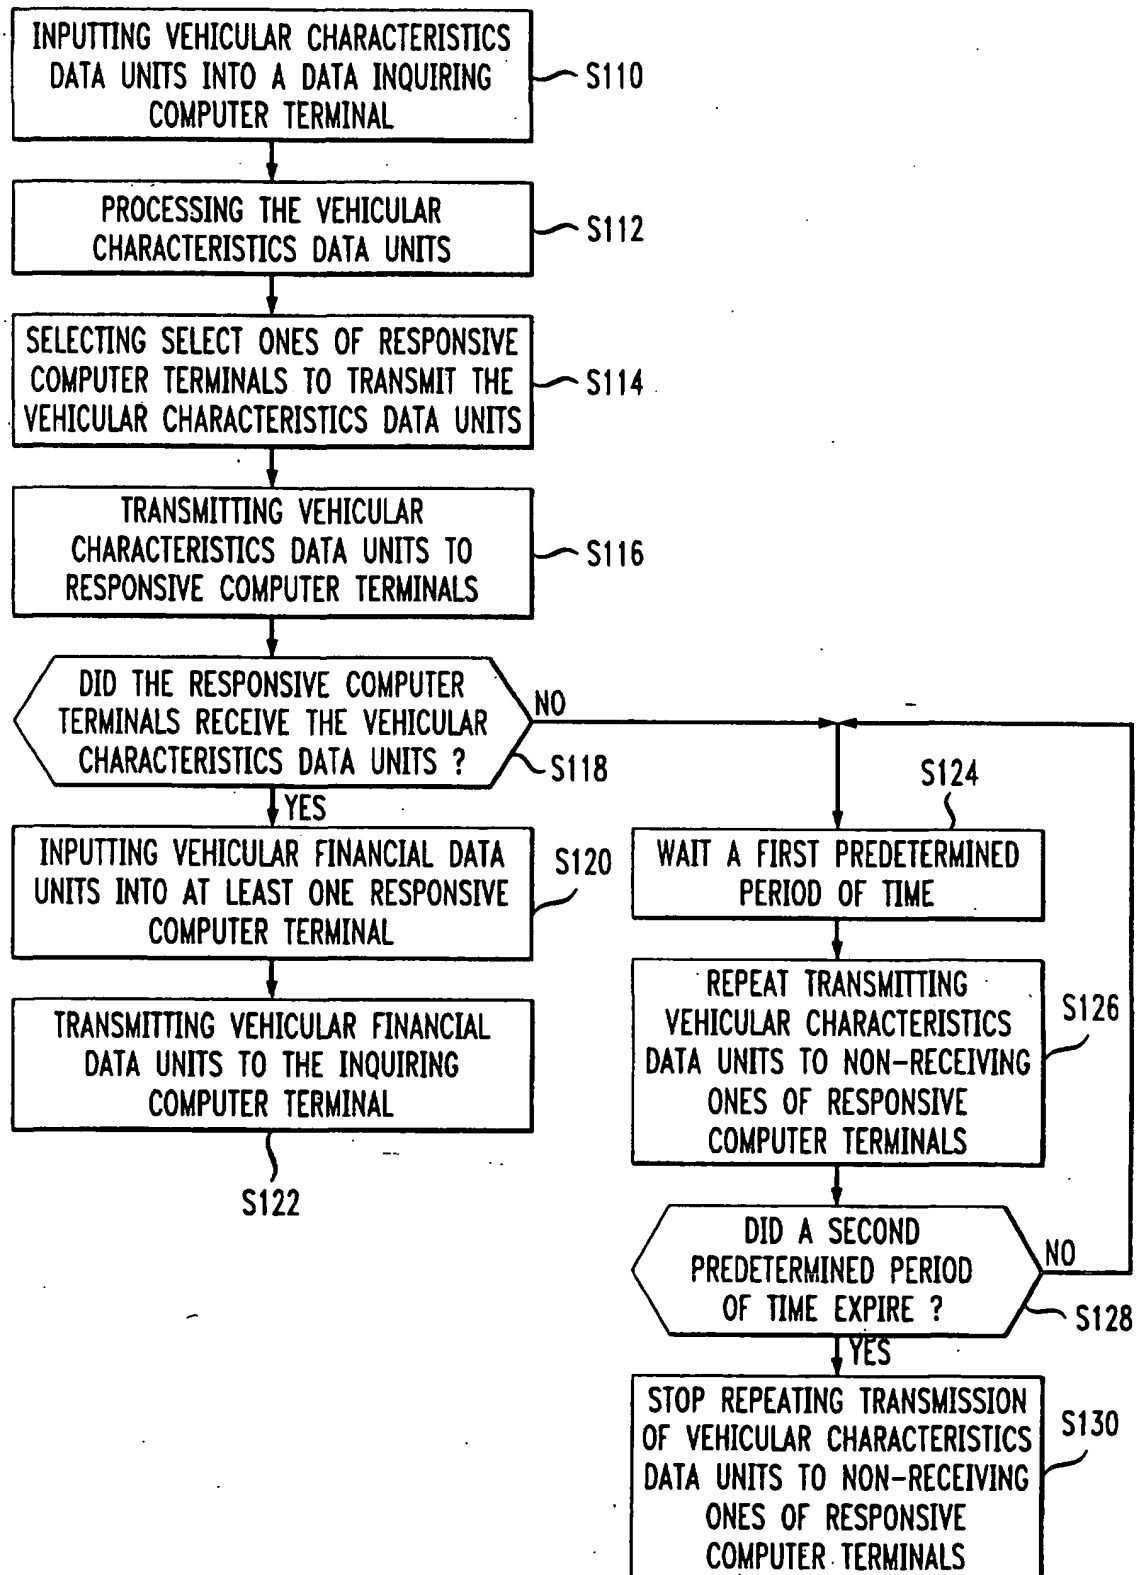 INPUTTING VEHICULAR CHARACTERISTICS
DATA UNITS INTO A DATA INQUIRING
COMPUTER TERMINAL
S110
PROCESSING THE VEHICULAR
CHARACTERISTICS DATA UNITS
S112
SELECTING SELECT ONES OF RESPONSIVE
COMPUTER TERMINALS TO TRANSMIT THE
VEHICULAR CHARACTERISTICS DATA UNITS
S114
TRANSMITTING VEHICULAR
CHARACTERISTICS DATA UNITS TO
RESPONSIVE COMPUTER TERMINALS
S116
DID THE RESPONSIVE COMPUTER
TERMINALS RECEIVE THE VEHICULAR
CHARACTERISTICS DATA UNITS ?
NO
S118
YES
INPUTTING VEHICULAR FINANCIAL DATA
UNITS INTO AT LEAST ONE RESPONSIVE
COMPUTER TERMINAL
S120
TRANSMITTING VEHICULAR FINANCIAL
DATA UNITS TO THE INQUIRING
COMPUTER TERMINAL
S122
S124
WAIT A FIRST PREDETERMINED
PERIOD OF TIME
REPEAT TRANSMITTING
VEHICULAR CHARACTERISTICS
DATA UNITS TO NON-RECEIVING
ONES OF RESPONSIVE
COMPUTER TERMINALS
S126
DID A SECOND
PREDETERMINED PERIOD
OF TIME EXPIRE ?
NO
S128
YES
STOP REPEATING TRANSMISSION
OF VEHICULAR CHARACTERISTICS
DATA UNITS TO NON-RECEIVING
ONES OF RESPONSIVE
COMPUTER TERMINALS
S130